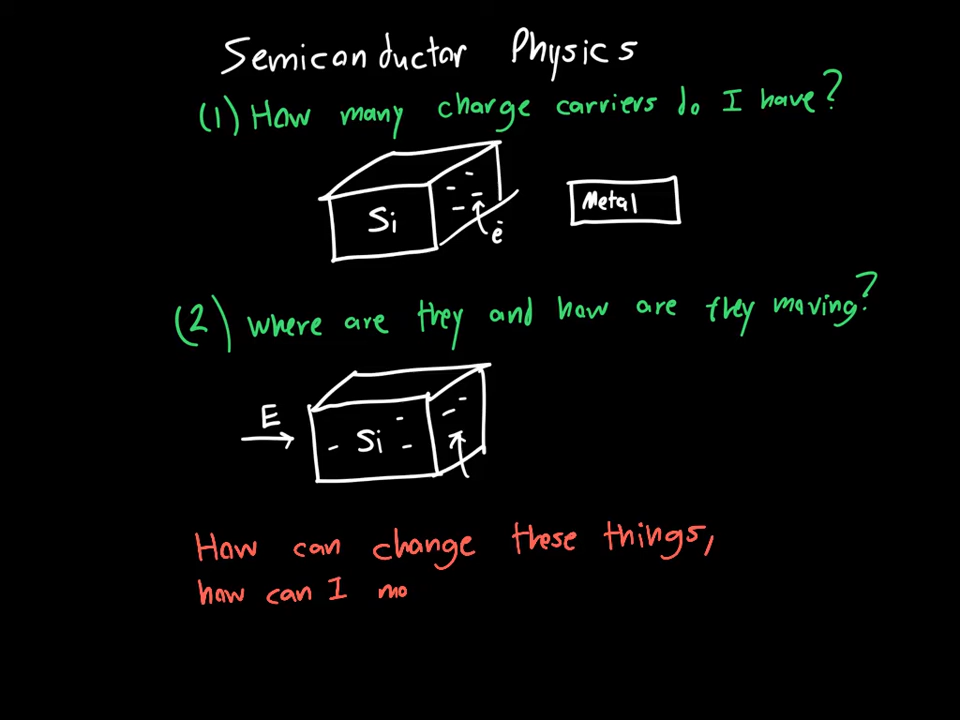 Semiconductor Physics
(1) How many charge carriers do I have?
Si
e⁻
Metal
(2) where are they and how are they moving?
E
Si
How can change these things,
how can I mo